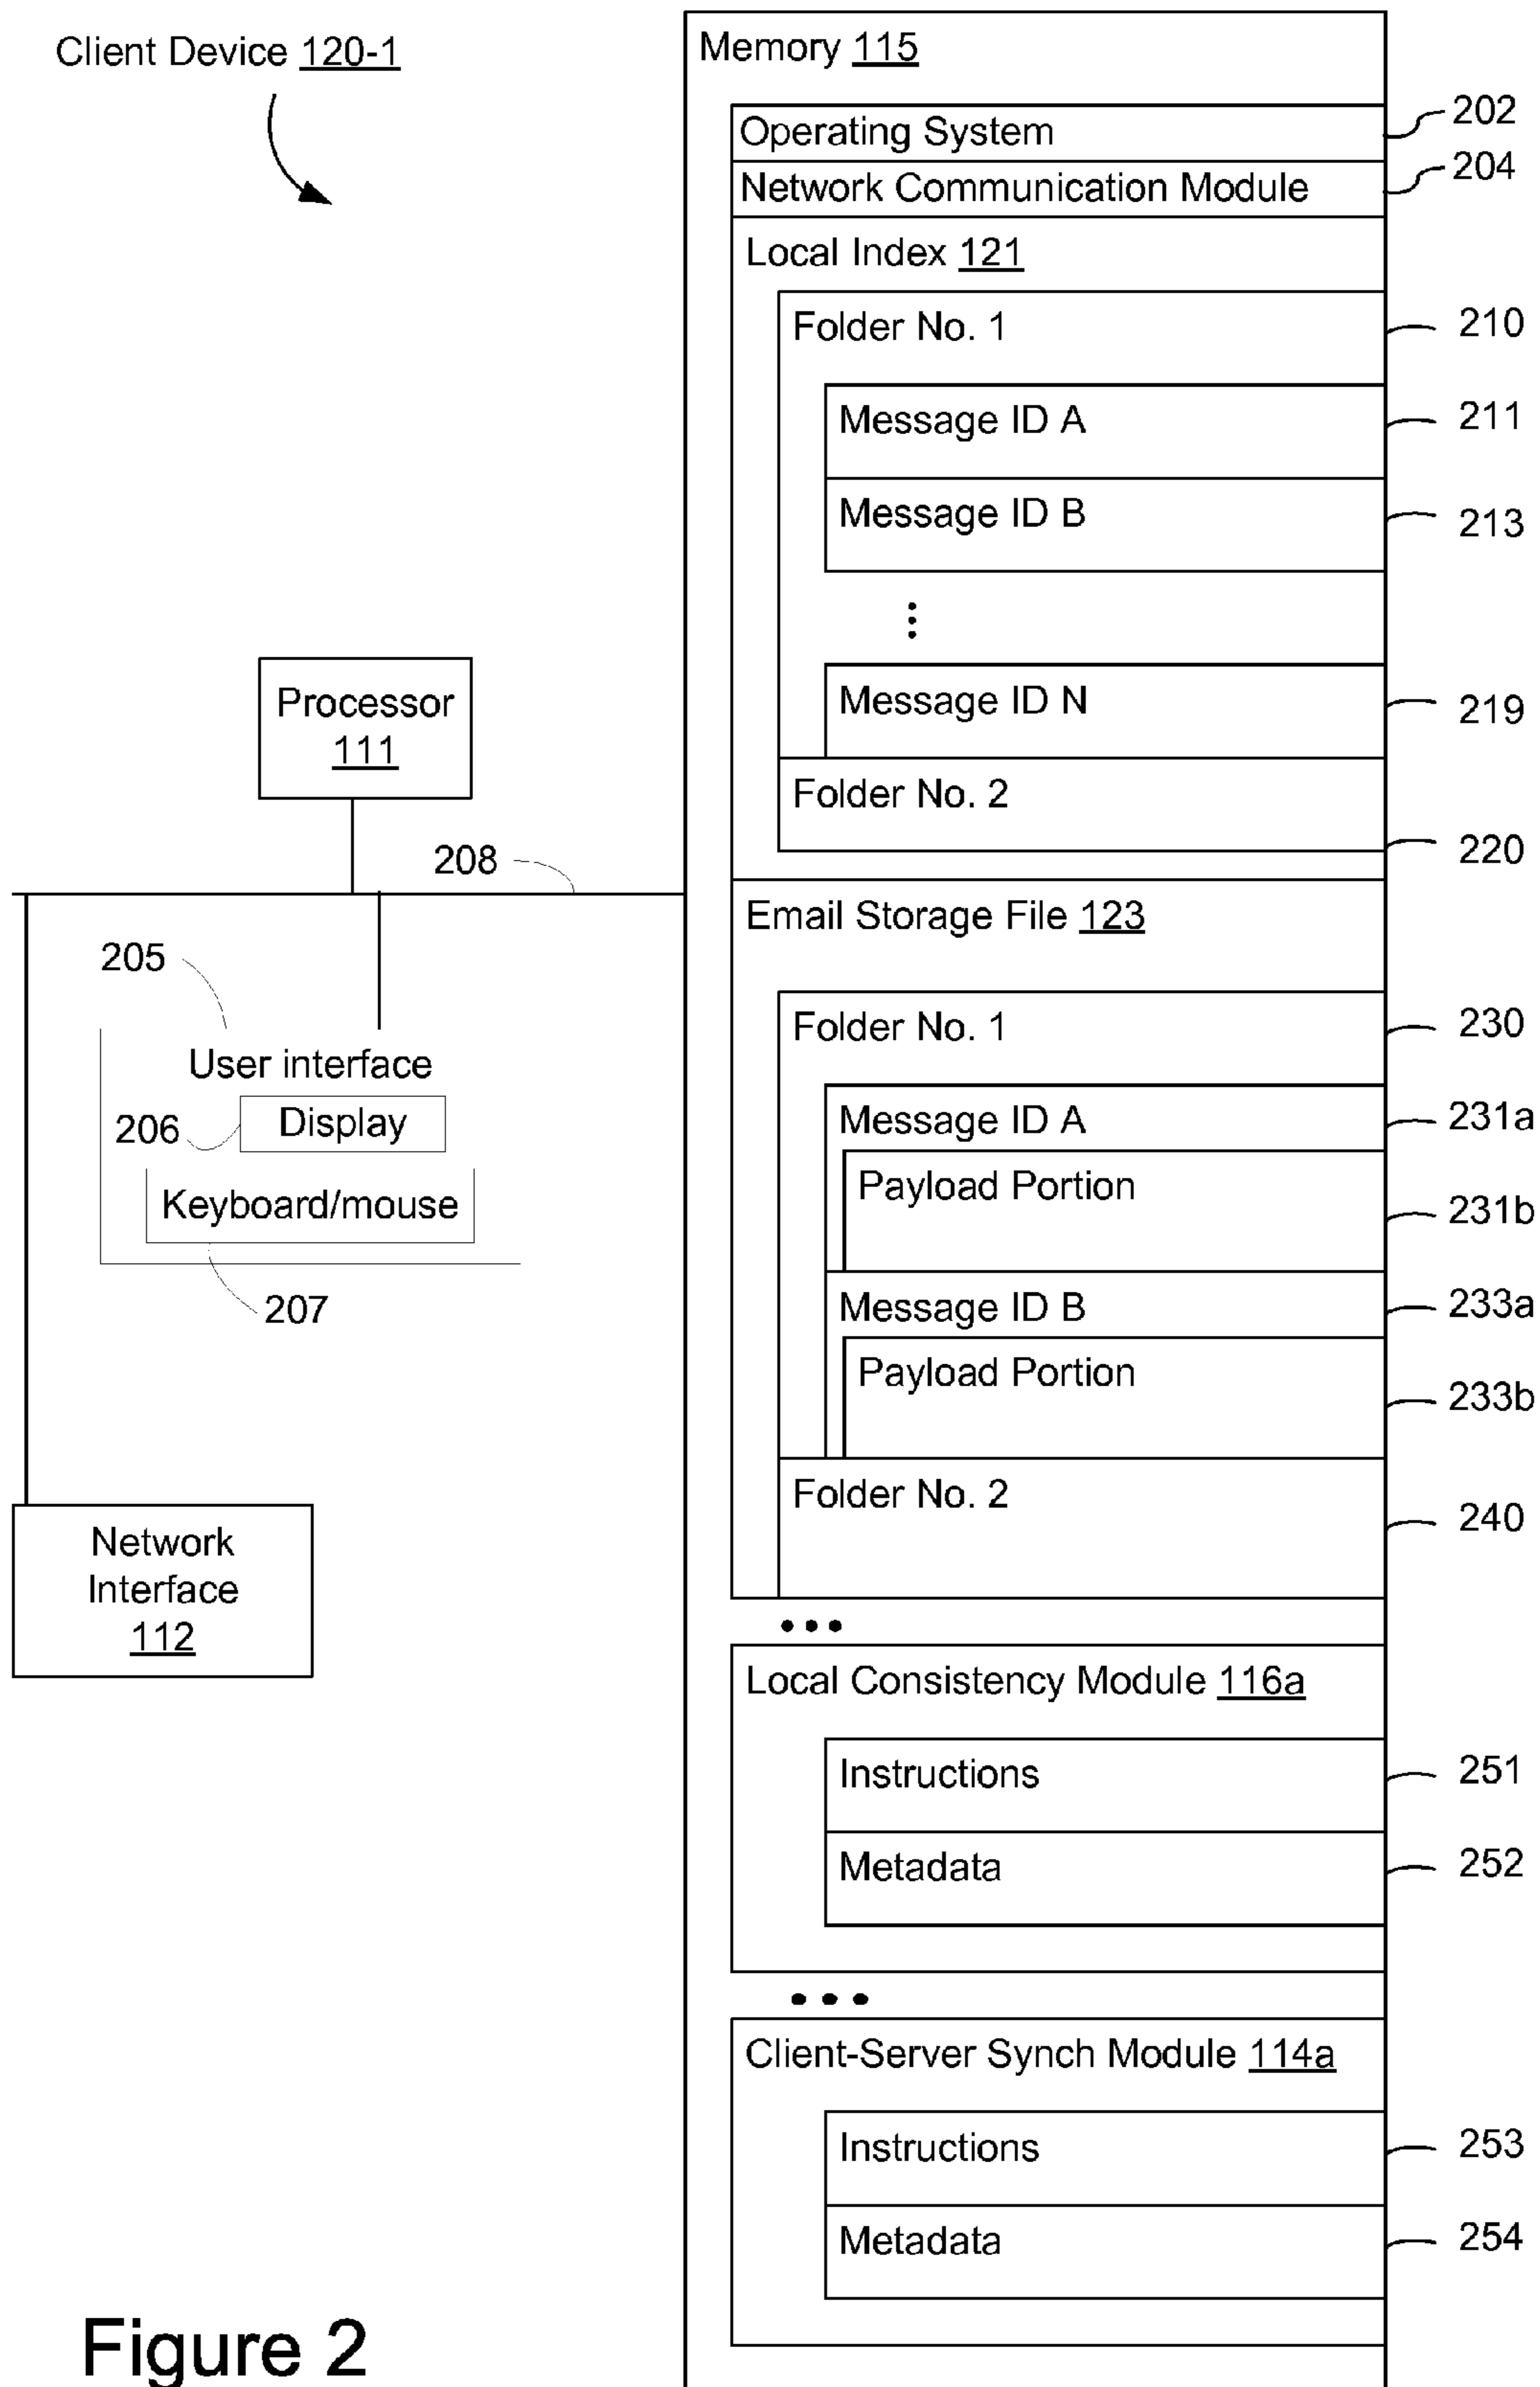 Client Device 120-1
Memory 115
Operating System
202
Network Communication Module
204
Local Index 121
Folder No. 1
210
Message ID A
211
Message ID B
213
Message ID N
219
Folder No. 2
220
Processor
111
208
205
User interface
206
Display
Keyboard/mouse
207
Network
Interface
112
Email Storage File 123
Folder No. 1
230
Message ID A
231a
Payload Portion
231b
Message ID B
233a
Payload Portion
233b
Folder No. 2
240
Local Consistency Module 116a
Instructions
251
Metadata
252
Client-Server Synch Module 114a
Instructions
253
Metadata
254
Figure 2